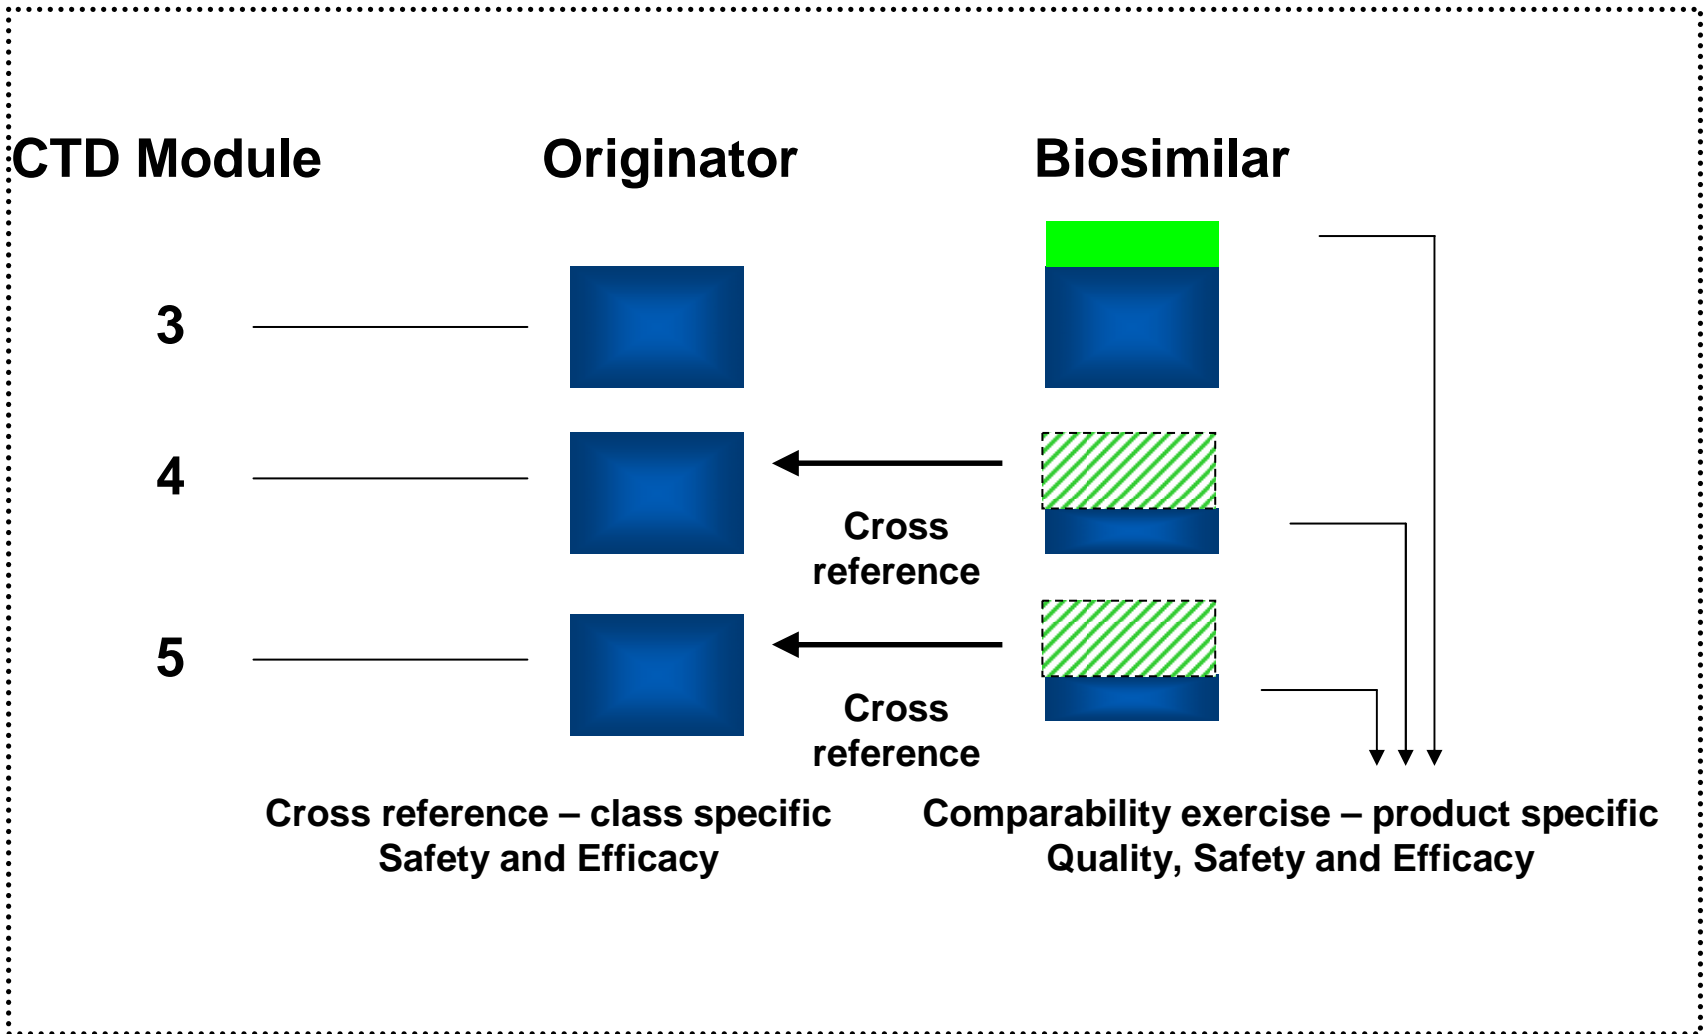 CTD Module Originator Biosimilar
3
4
Cross
reference
5
Cross
reference
Cross reference – class specific
Safety and Efficacy
Comparability exercise – product specific
Quality, Safety and Efficacy